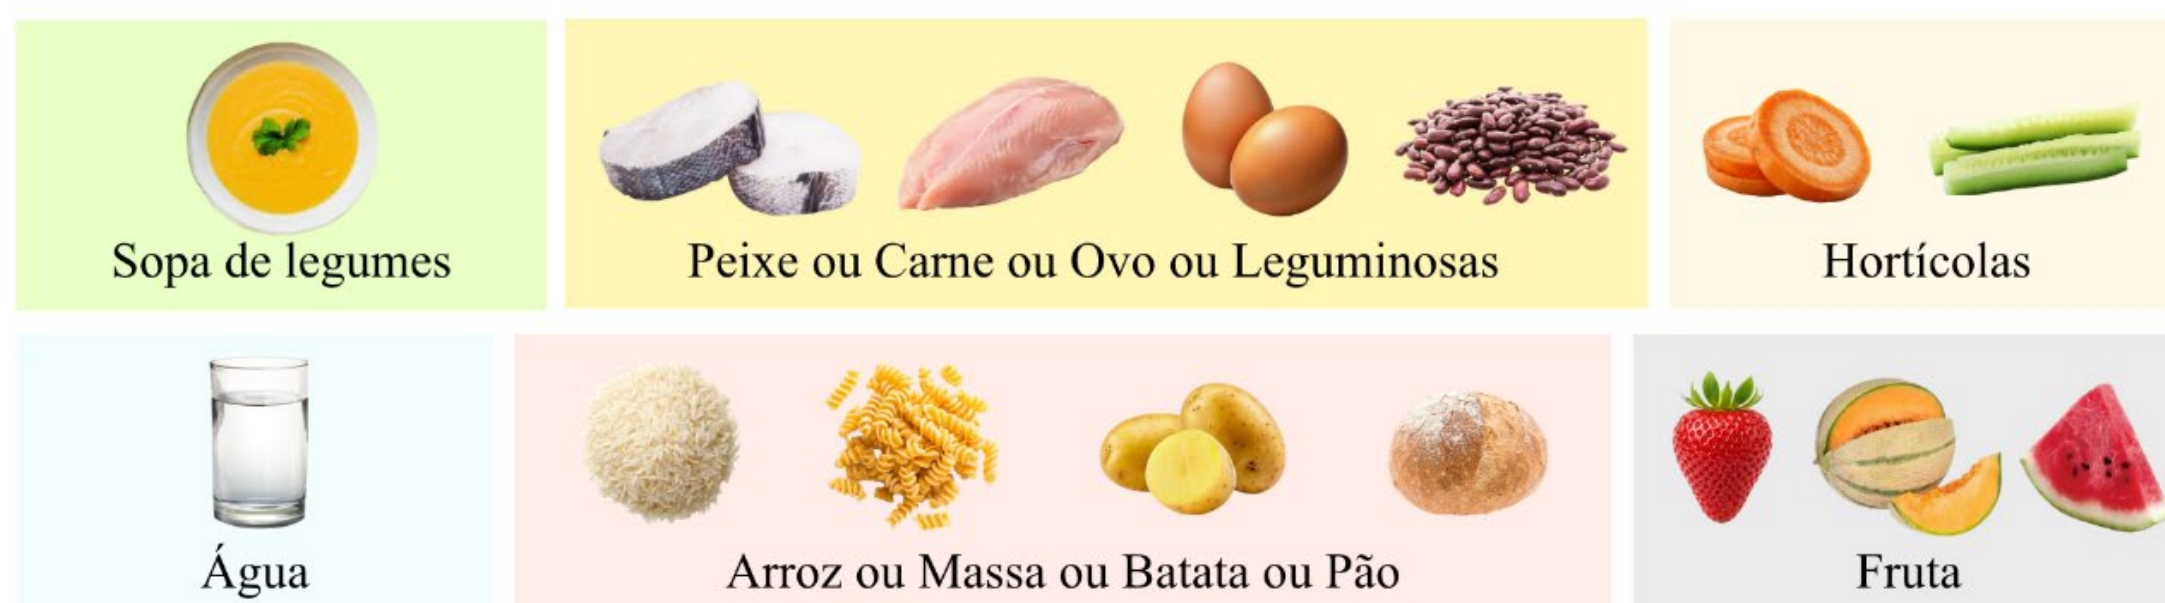 Sopa de legumes
Peixe ou Carne ou Ovo ou Leguminosas
Hortícolas
Água
Arroz ou Massa ou Batata ou Pão
Fruta